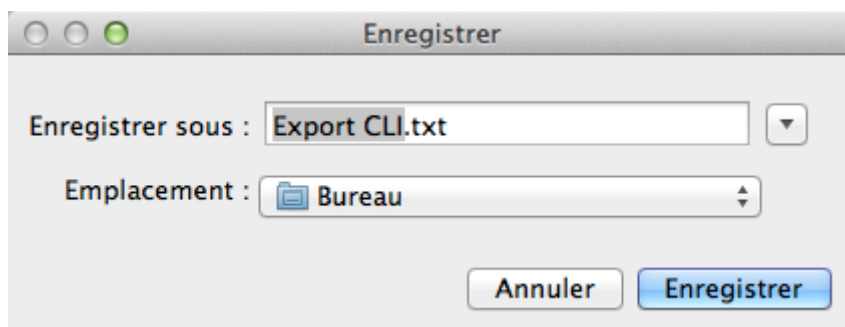 Enregistrer
Enregistrer sous : Export CLI.txt
Emplacement : Bureau
Annuler Enregistrer